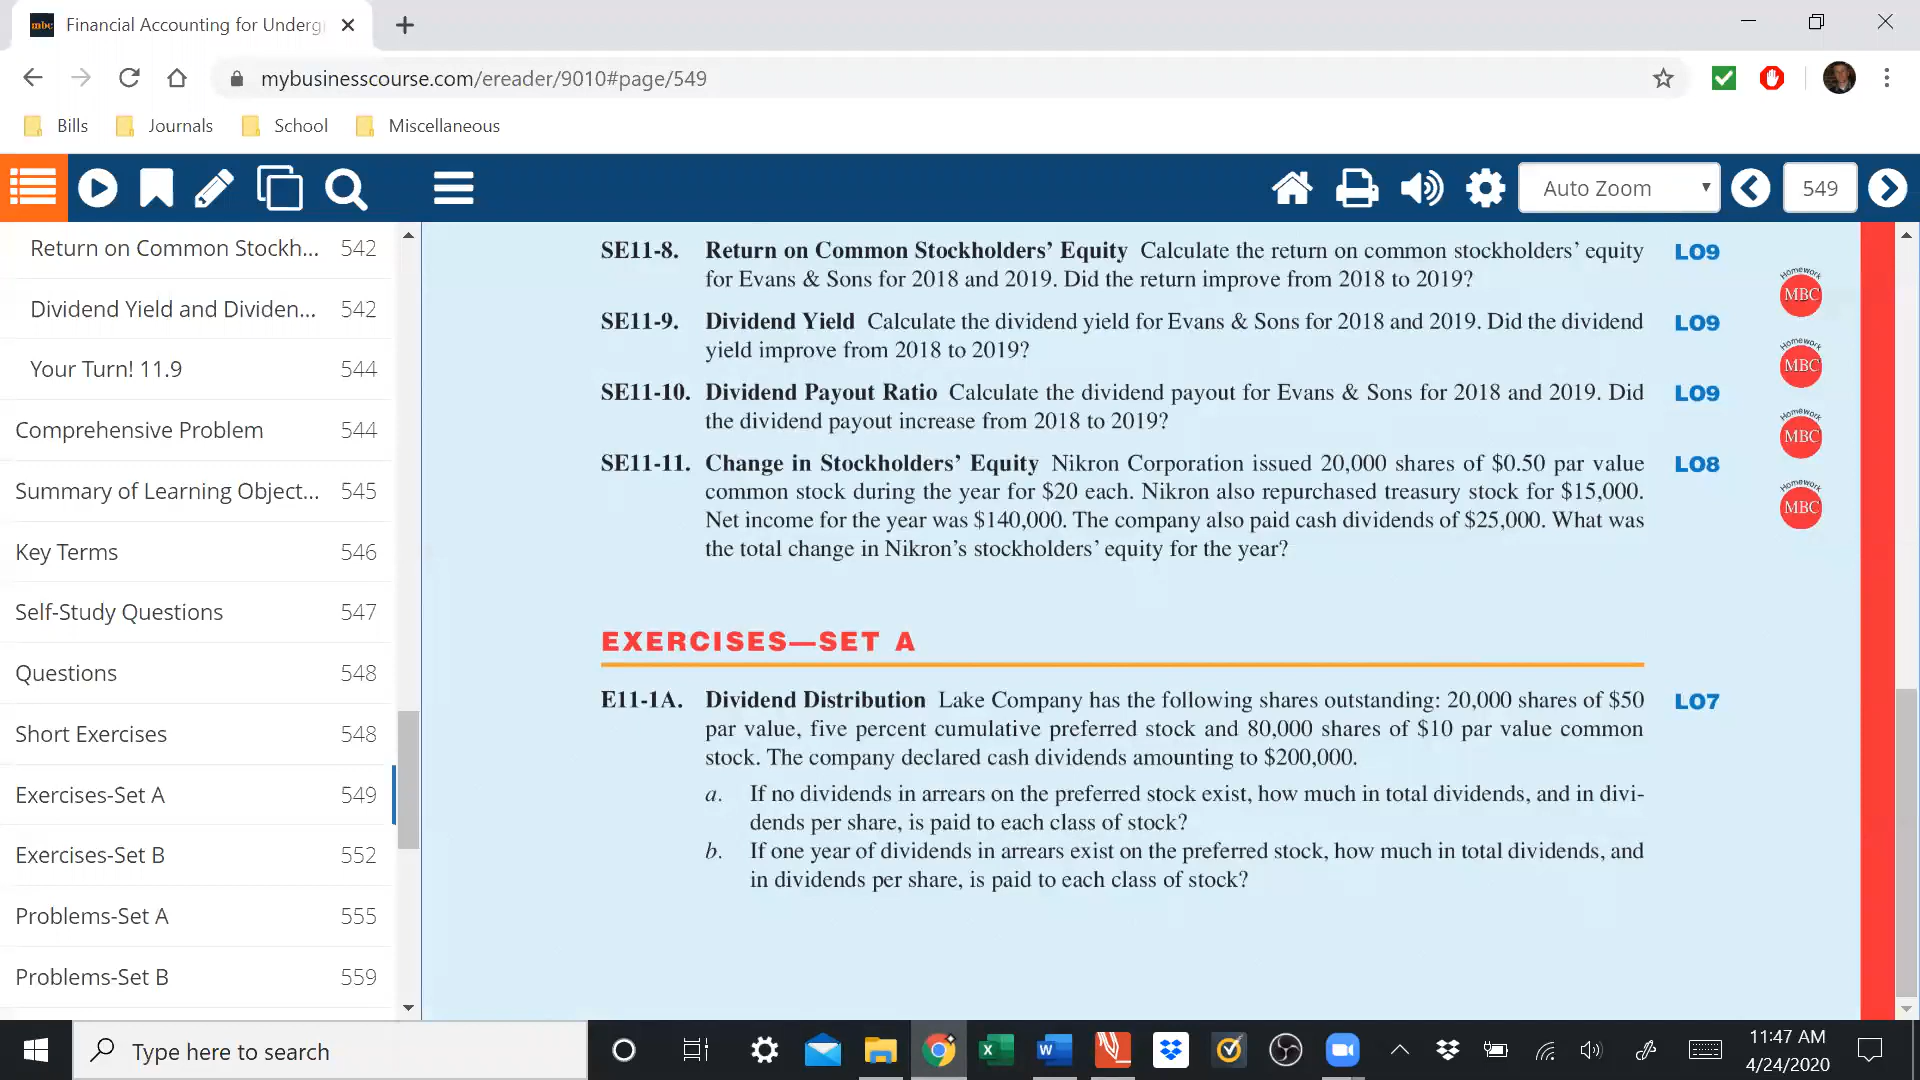 Financial Accounting for Underg
mybusinesscourse.com/ereader/9010#page/549
Bills
Journals
School
Miscellaneous
Auto Zoom
549
Return on Common Stockh... 542
Dividend Yield and Dividen... 542
Your Turn! 11.9 544
Comprehensive Problem 544
Summary of Learning Object... 545
Key Terms 546
Self-Study Questions 547
Questions 548
Short Exercises 548
Exercises-Set A 549
Exercises-Set B 552
Problems-Set A 555
Problems-Set B 559
SE11-8. Return on Common Stockholders’ Equity Calculate the return on common stockholders’ equity LO9
for Evans & Sons for 2018 and 2019. Did the return improve from 2018 to 2019?
Homework
MBC
SE11-9. Dividend Yield Calculate the dividend yield for Evans & Sons for 2018 and 2019. Did the dividend LO9
yield improve from 2018 to 2019?
Homework
MBC
SE11-10. Dividend Payout Ratio Calculate the dividend payout for Evans & Sons for 2018 and 2019. Did LO9
the dividend payout increase from 2018 to 2019?
Homework
MBC
SE11-11. Change in Stockholders’ Equity Nikron Corporation issued 20,000 shares of $0.50 par value LO8
common stock during the year for $20 each. Nikron also repurchased treasury stock for $15,000.
Homework
MBC
Net income for the year was $140,000. The company also paid cash dividends of $25,000. What was
the total change in Nikron’s stockholders’ equity for the year?
EXERCISES—SET A
E11-1A. Dividend Distribution Lake Company has the following shares outstanding: 20,000 shares of $50 LO7
par value, five percent cumulative preferred stock and 80,000 shares of $10 par value common
stock. The company declared cash dividends amounting to $200,000.
a. If no dividends in arrears on the preferred stock exist, how much in total dividends, and in divi-
dends per share, is paid to each class of stock?
b. If one year of dividends in arrears exist on the preferred stock, how much in total dividends, and
in dividends per share, is paid to each class of stock?
Type here to search
11:47 AM
4/24/2020